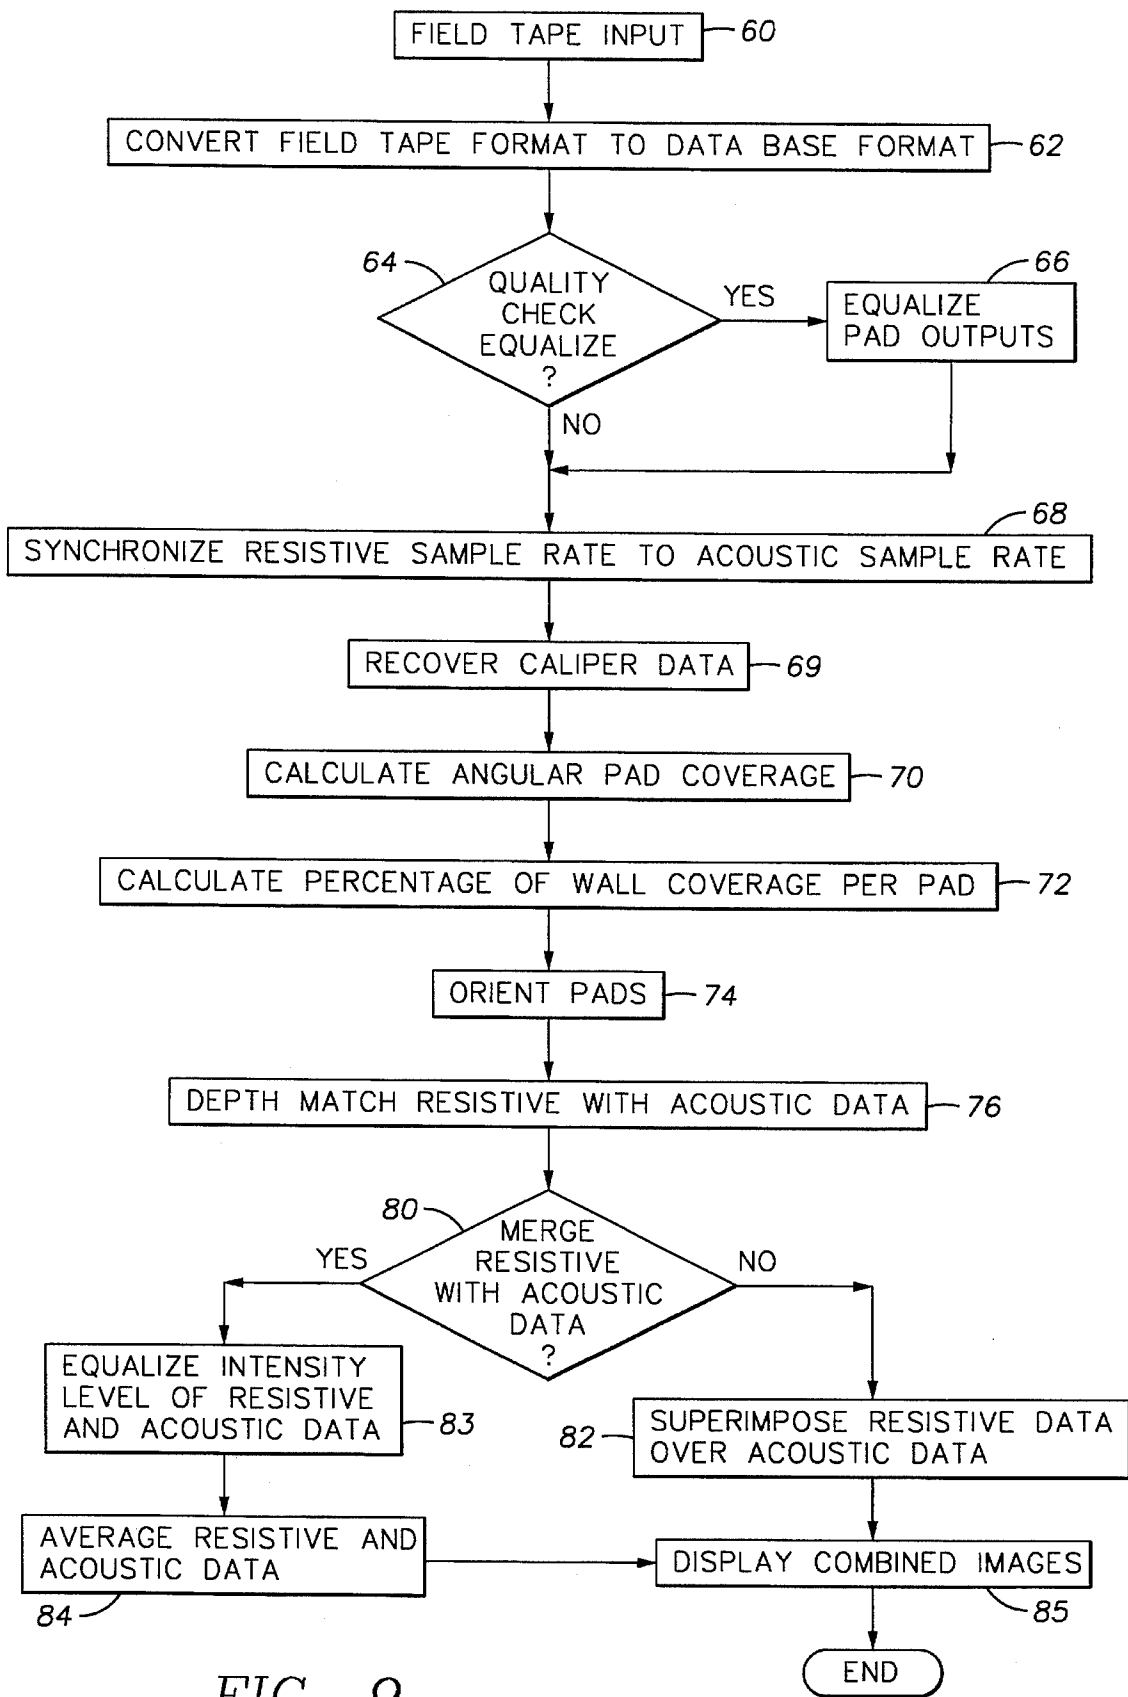 FIELD TAPE INPUT
60
CONVERT FIELD TAPE FORMAT TO DATA BASE FORMAT
62
64
QUALITY
CHECK
EQUALIZE
?
YES
66
EQUALIZE
PAD OUTPUTS
NO
68
SYNCHRONIZE RESISTIVE SAMPLE RATE TO ACOUSTIC SAMPLE RATE
RECOVER CALIPER DATA
69
CALCULATE ANGULAR PAD COVERAGE
70
CALCULATE PERCENTAGE OF WALL COVERAGE PER PAD
72
ORIENT PADS
74
DEPTH MATCH RESISTIVE WITH ACOUSTIC DATA
76
80
MERGE
RESISTIVE
WITH ACOUSTIC
DATA
?
YES
NO
EQUALIZE INTENSITY
LEVEL OF RESISTIVE
AND ACOUSTIC DATA
83
82
SUPERIMPOSE RESISTIVE DATA
OVER ACOUSTIC DATA
AVERAGE RESISTIVE AND
ACOUSTIC DATA
84
DISPLAY COMBINED IMAGES
85
END
FIG. 9